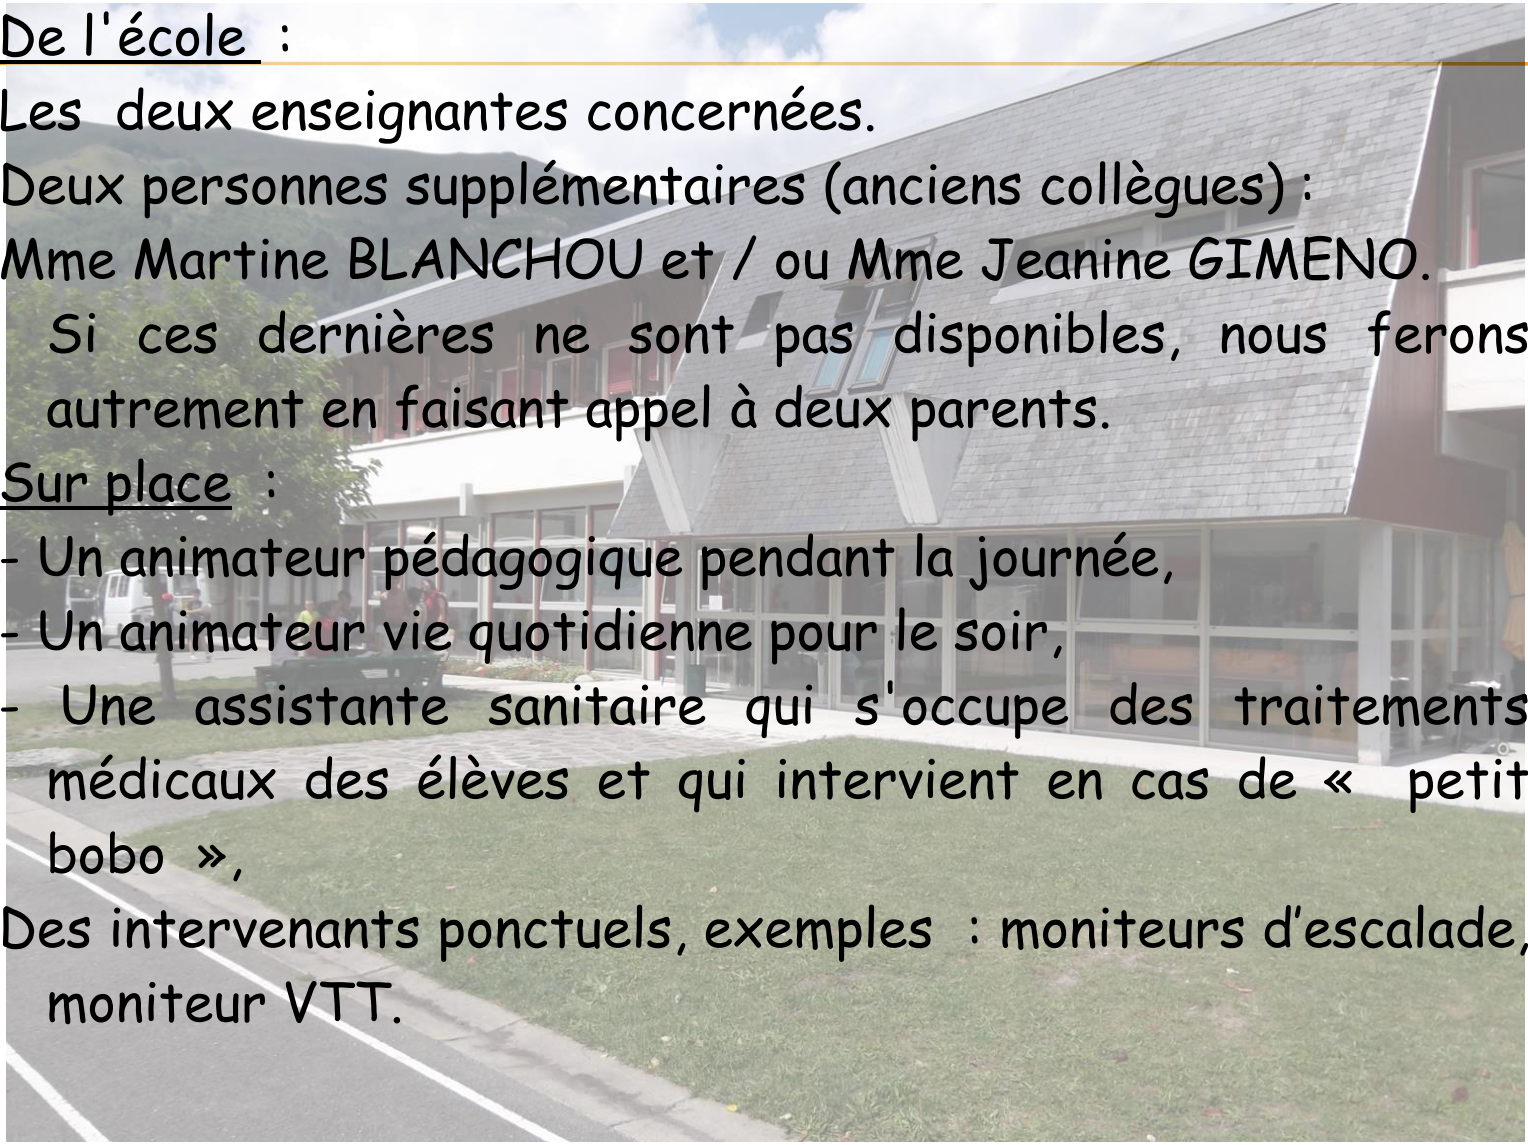 De l'école :
Les deux enseignantes concernées.
Deux personnes supplémentaires (anciens collègues) :
Mme Martine BLANCHOU et / ou Mme Jeanine GIMENO.
Si ces dernières ne sont pas disponibles, nous ferons
autrement en faisant appel à deux parents.
Sur place :
- Un animateur pédagogique pendant la journée,
- Un animateur vie quotidienne pour le soir,
- Une assistante sanitaire qui s'occupe des traitements
médicaux des élèves et qui intervient en cas de « petit
bobo »,
Des intervenants ponctuels, exemples : moniteurs d’escalade,
moniteur VTT.